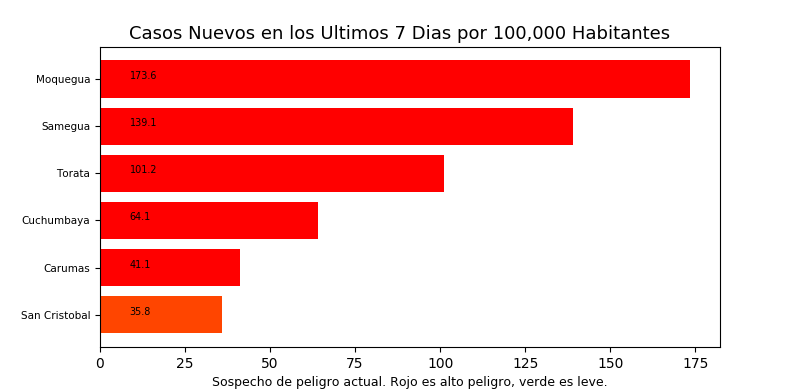 Casos Nuevos en los Ultimos 7 Dias por 100,000 Habitantes
Moquegua 173.6
Samegua 139.1
Torata 101.2
Cuchumbaya 64.1
Carumas 41.1
San Cristobal 35.8
0 25 50 75 100 125 150 175
Sospecho de peligro actual. Rojo es alto peligro, verde es leve.